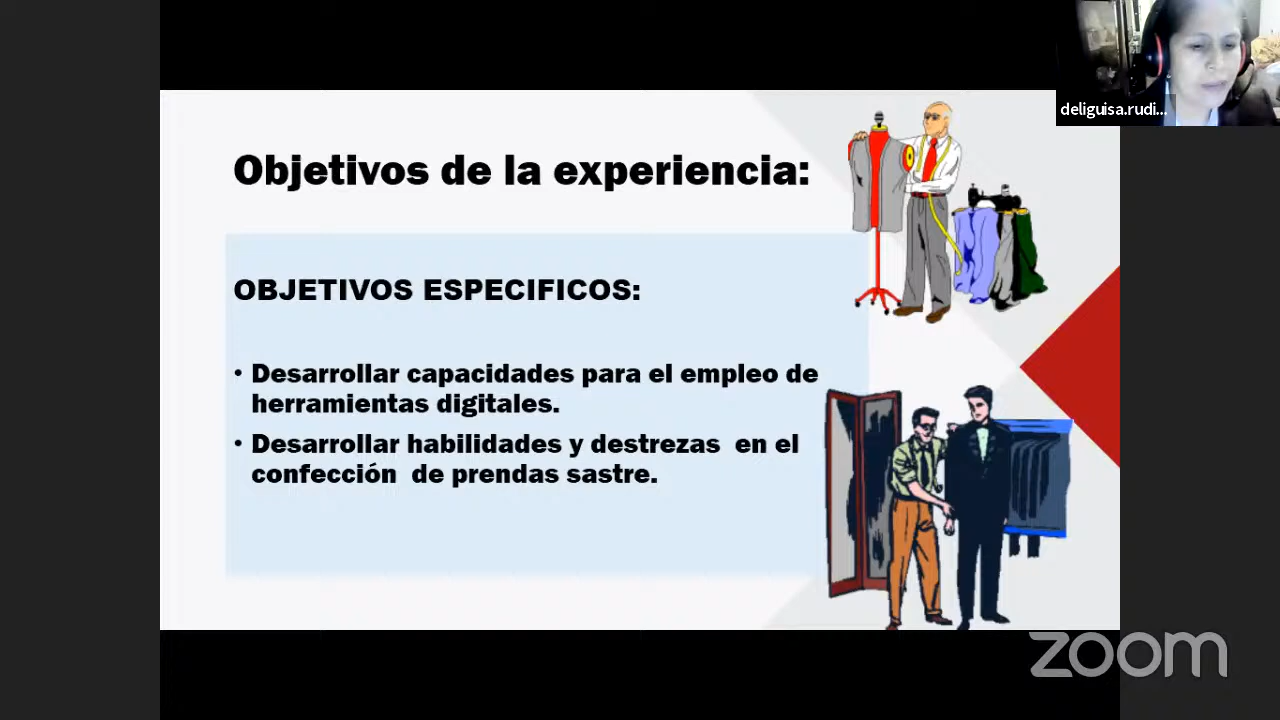 deliguisa.rudi...
Objetivos de la experiencia:
OBJETIVOS ESPECIFICOS:
• Desarrollar capacidades para el empleo de
herramientas digitales.
• Desarrollar habilidades y destrezas en el
confección de prendas sastre.
zoom